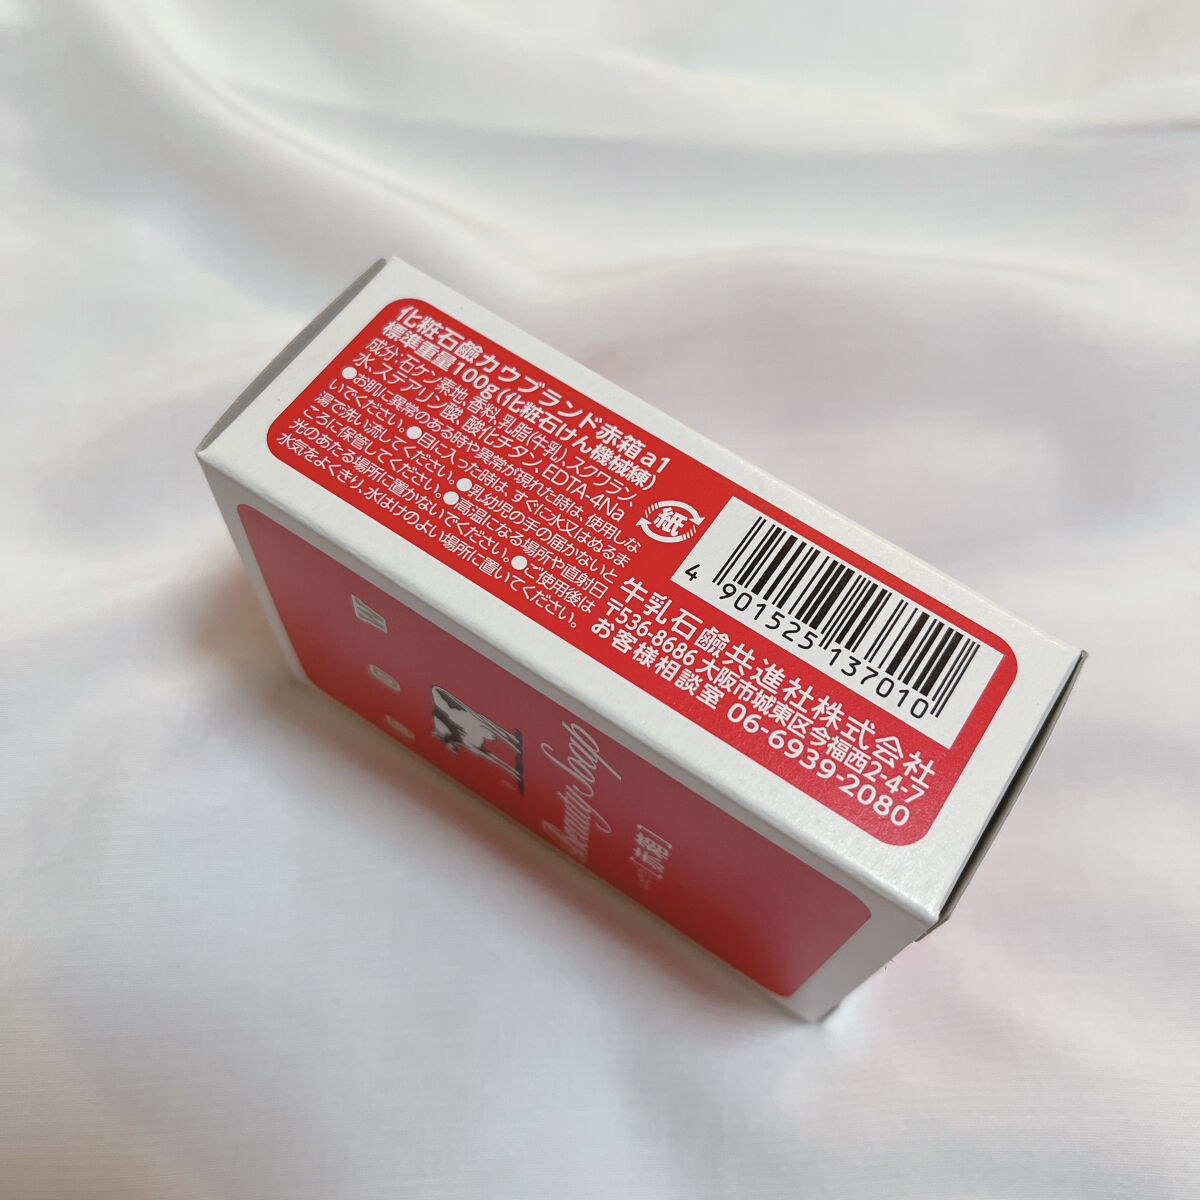 化粧石鹼カウブランド赤箱a1
標準重量100g(化粧石けん機械練)
成分:石ケン素地、香料、乳脂(牛乳)、スクワラン、
水、ステアリン酸、酸化チタン、EDTA-4Na
●お肌に異常のある時や異常が現れた時は、使用しな
いでください。●目に入った時は、すぐに水又はぬるま
湯で洗い流してください。●乳幼児の手の届かないと
ころに保管してください。●高温になる場所や直射日
光のあたる場所に置かないでください。●ご使用後は
水気をよくきり、水はけのよい場所に置いてください。
紙
4 901525 137010
牛乳石鹼共進社株式会社
〒536-8686 大阪市城東区今福西2-4-7
お客様相談室 06-6939-2080
Beauty Soap